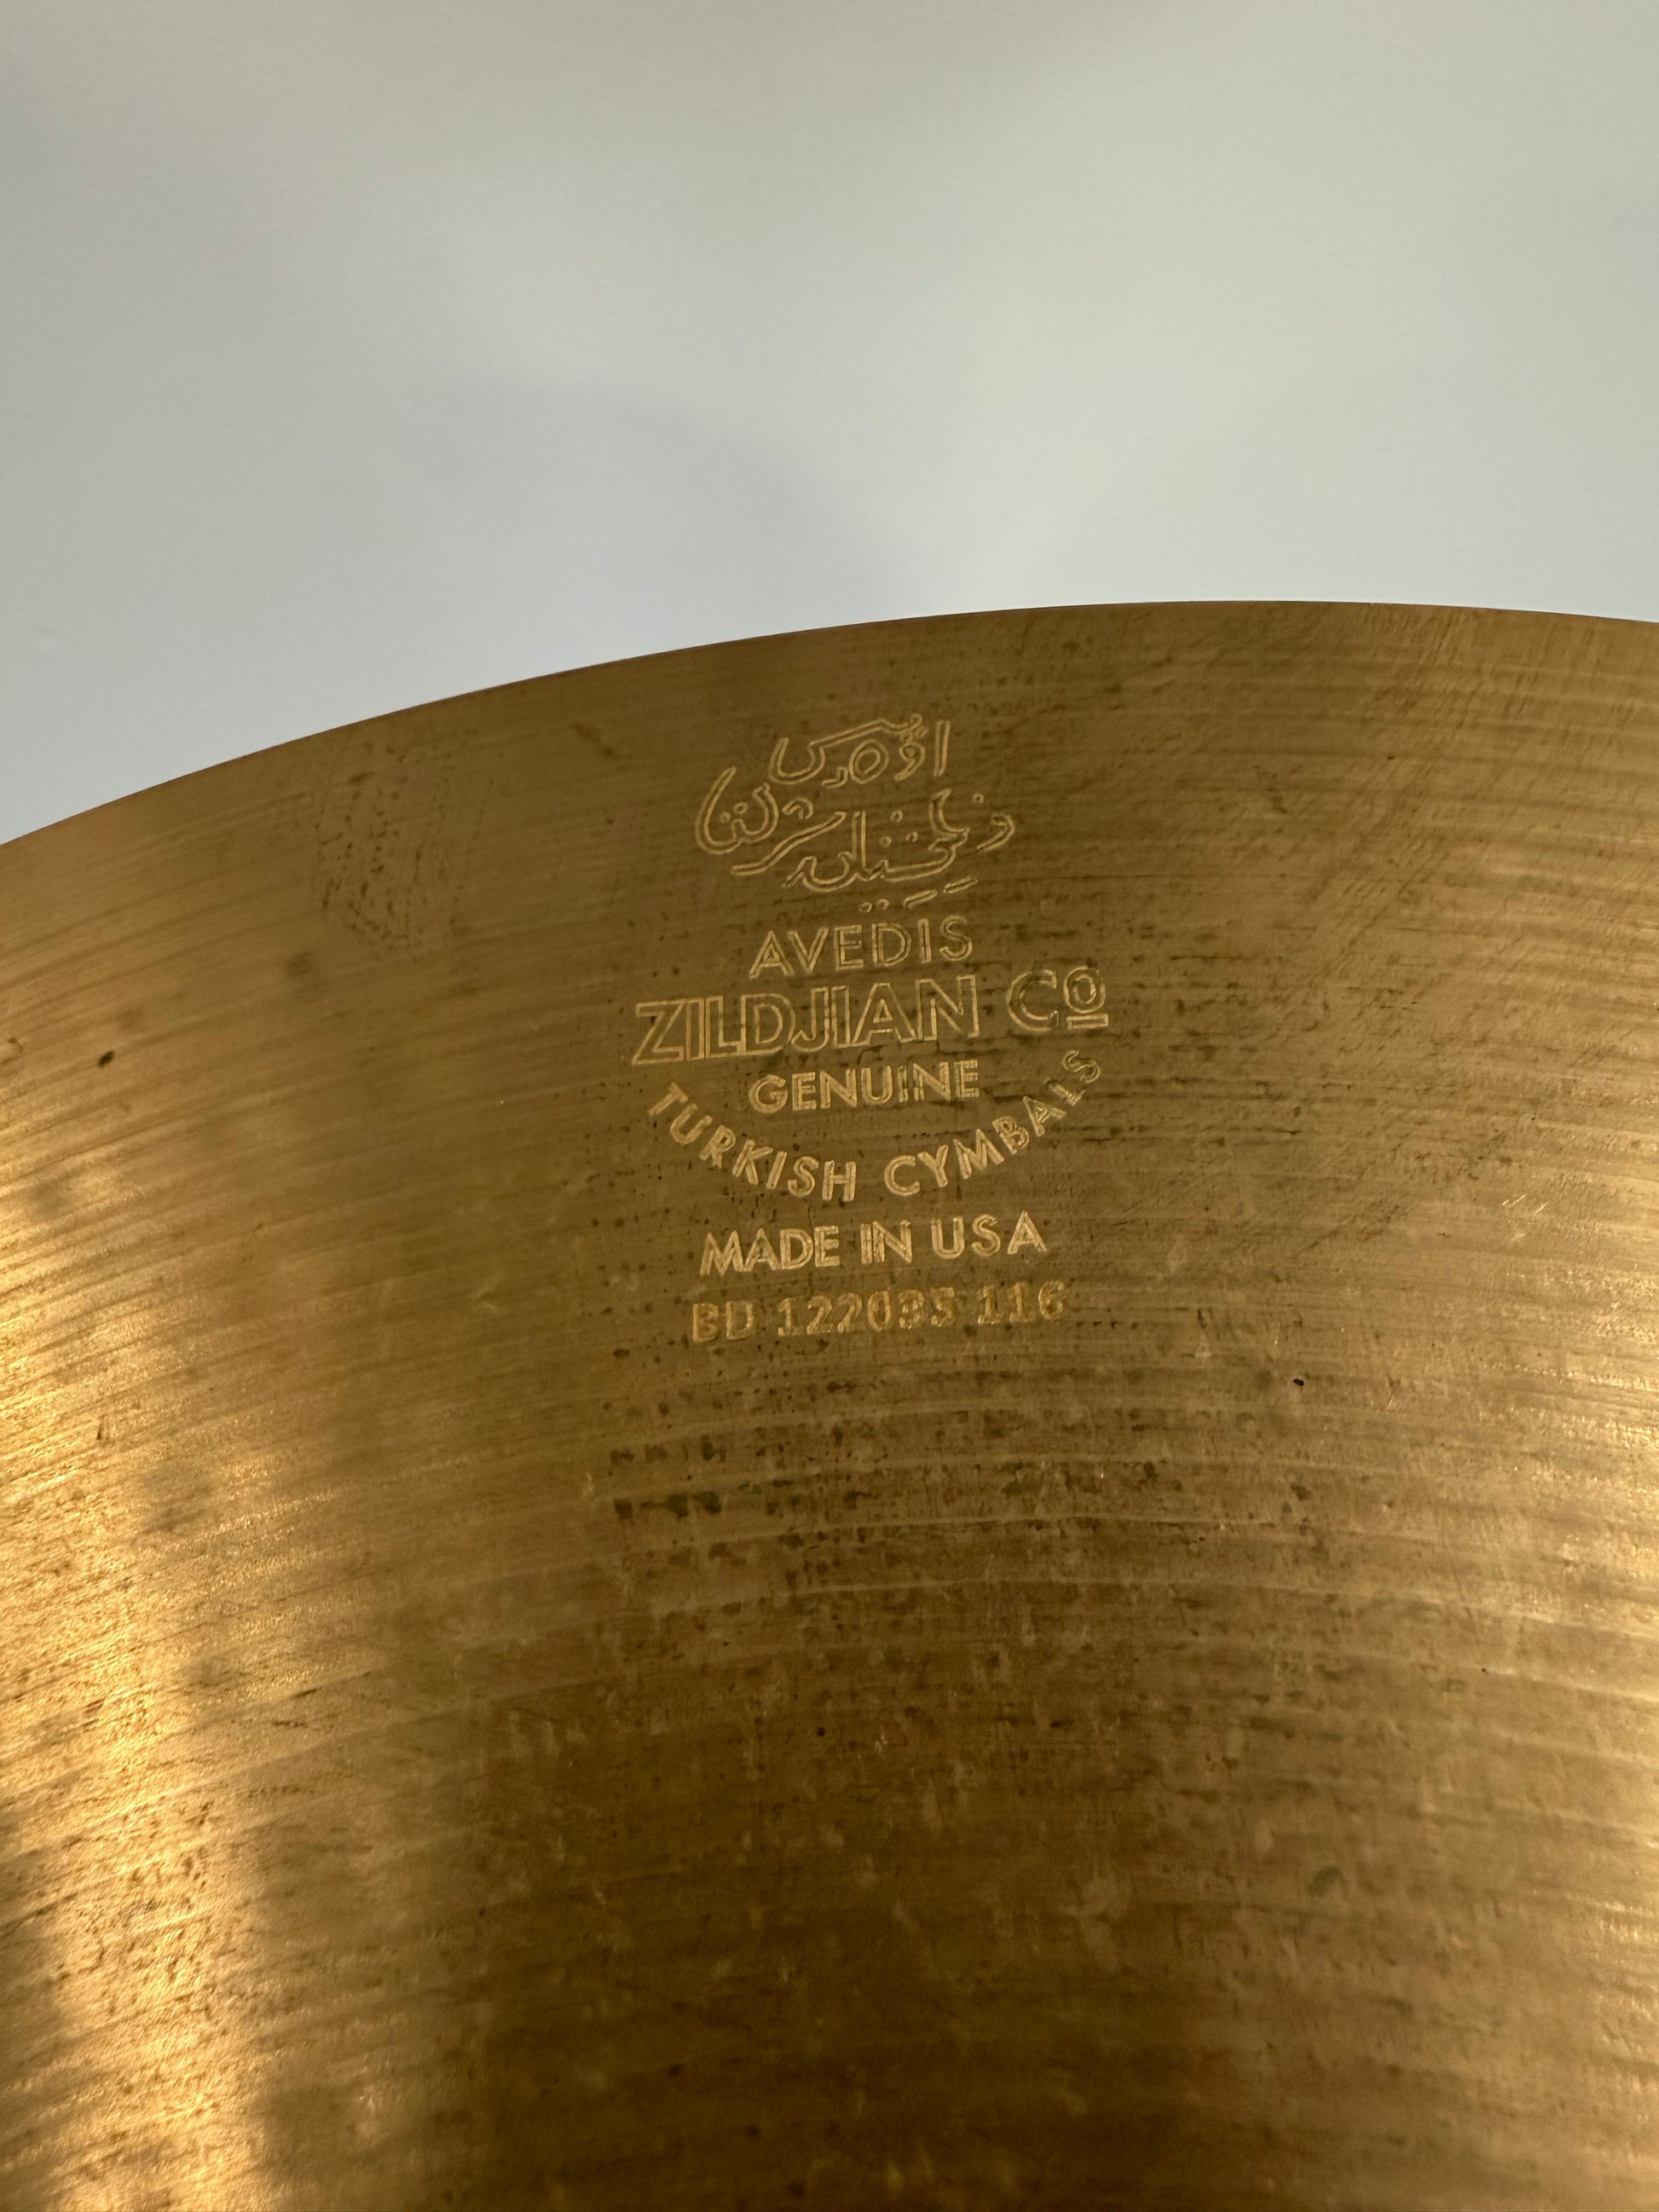 AVEDIS
ZILDJIAN Cº
GENUINE
TURKISH CYMBALS
MADE IN USA
BD 122085 116